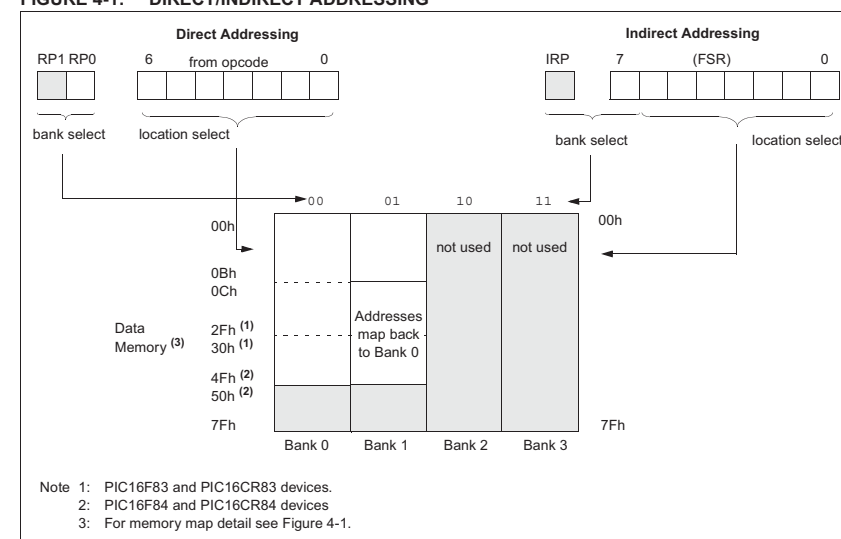 FIGURE 4-1: DIRECT/INDIRECT ADDRESSING
Direct Addressing
Indirect Addressing
RP1 RP0
6 from opcode 0
IRP
7 (FSR) 0
bank select
location select
bank select
location select
00
01
10
11
00h
00h
not used
not used
0Bh
0Ch
Addresses
map back
to Bank 0
Data
Memory (3)
2Fh (1)
30h (1)
4Fh (2)
50h (2)
7Fh
7Fh
Bank 0
Bank 1
Bank 2
Bank 3
Note 1: PIC16F83 and PIC16CR83 devices.
2: PIC16F84 and PIC16CR84 devices
3: For memory map detail see Figure 4-1.